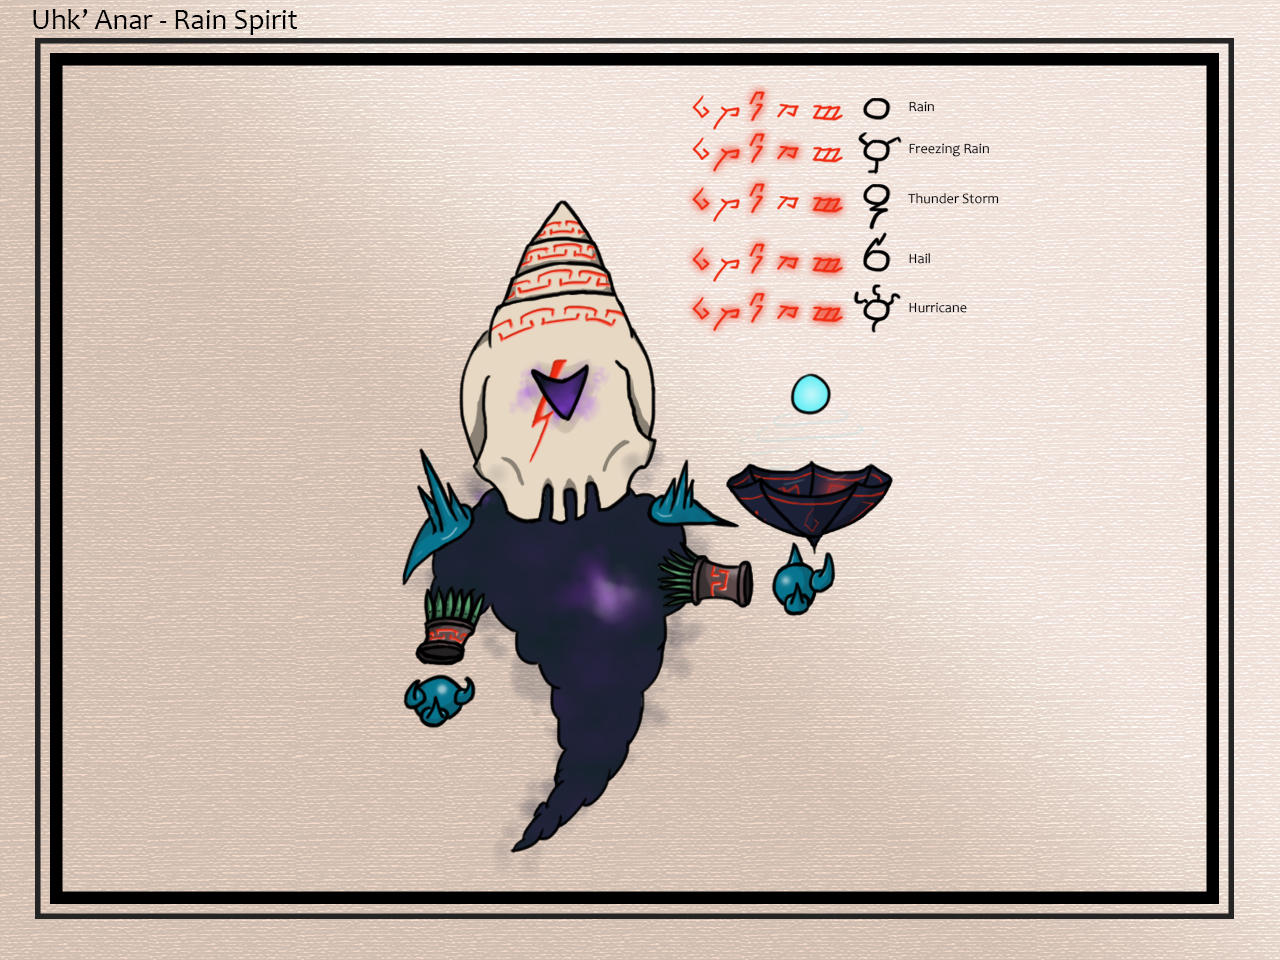 Uhk’ Anar - Rain Spirit
Rain
Freezing Rain
Thunder Storm
Hail
Hurricane